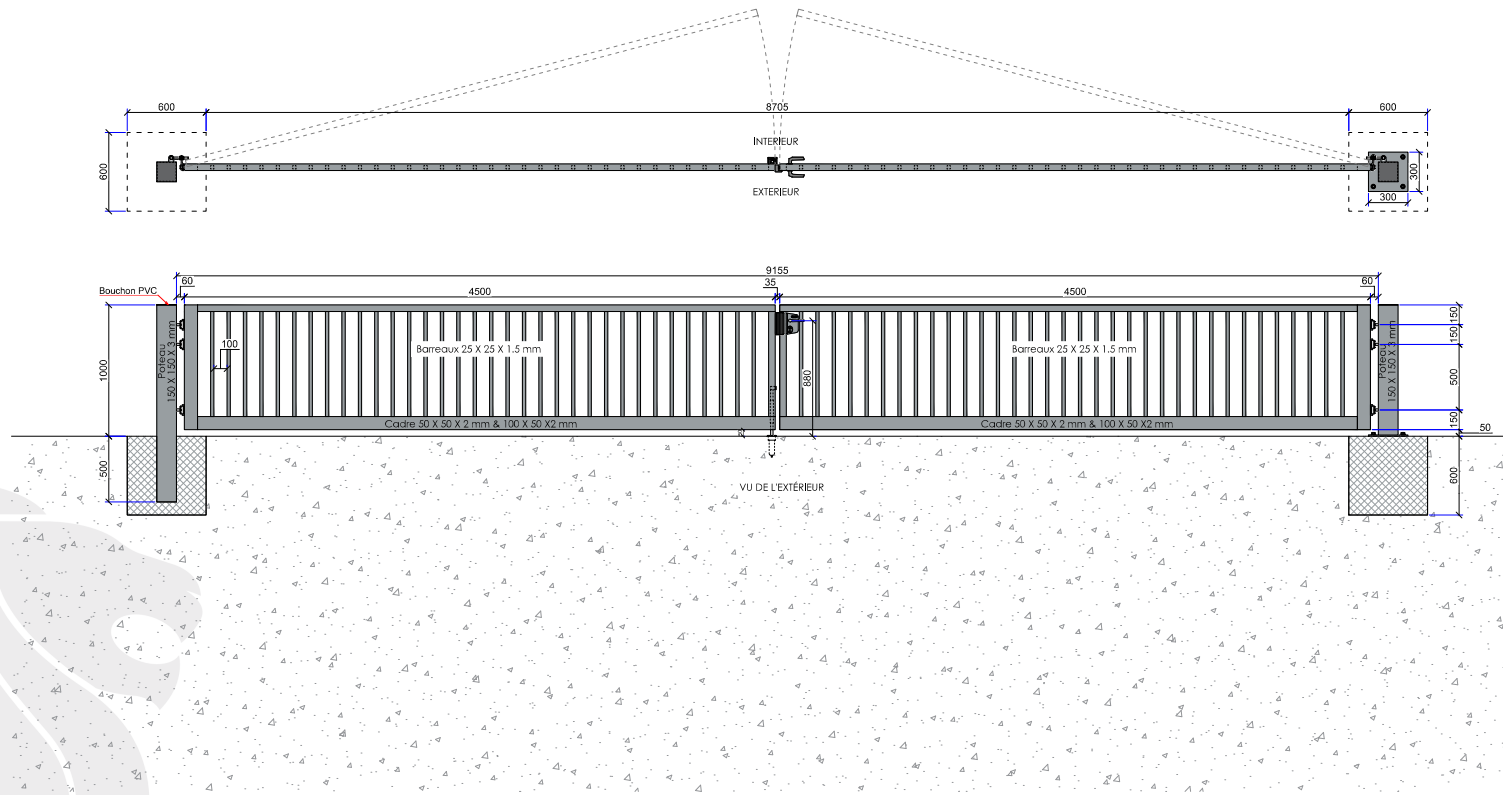 600
8705
600
INTERIEUR
600
EXTERIEUR
300
300
9155
60
35
60
Bouchon PVC
4500
4500
150
150
Poteau
150 X 150 X 3 mm
100
Barreaux 25 X 25 X 1.5 mm
Barreaux 25 X 25 X 1.5 mm
Poteau
150 X 150 X 3 mm
1000
880
500
Cadre 50 X 50 X 2 mm & 100 X 50 X2 mm
Cadre 50 X 50 X 2 mm & 100 X 50 X2 mm
150
50
500
600
VU DE L'EXTÉRIEUR